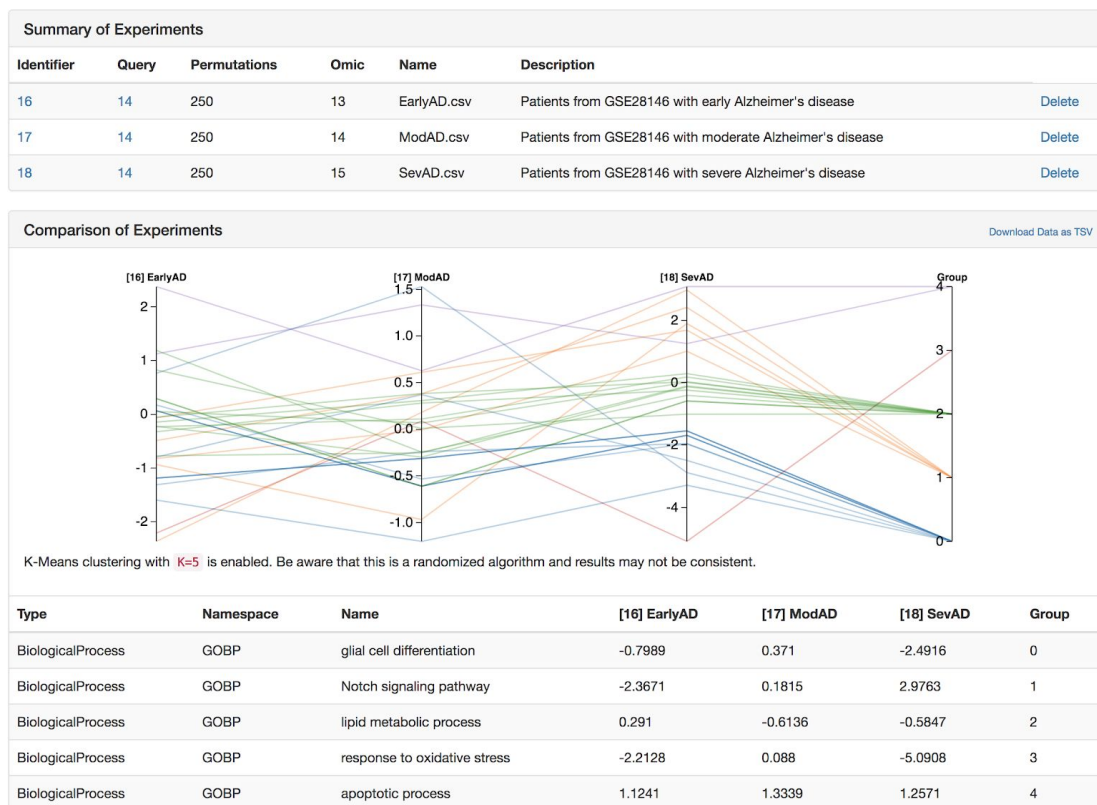 Summary of Experiments
Identifier Query Permutations Omic Name Description
16 14 250 13 EarlyAD.csv Patients from GSE28146 with early Alzheimer's disease Delete
17 14 250 14 ModAD.csv Patients from GSE28146 with moderate Alzheimer's disease Delete
18 14 250 15 SevAD.csv Patients from GSE28146 with severe Alzheimer's disease Delete
Comparison of Experiments Download Data as TSV
[16] EarlyAD [17] ModAD [18] SevAD Group
2 1 0 -1 -2
1.5 1.0 0.5 0.0 -0.5 -1.0
2 0 -2 -4
4 3 2 1 0
K-Means clustering with K=5 is enabled. Be aware that this is a randomized algorithm and results may not be consistent.
Type Namespace Name [16] EarlyAD [17] ModAD [18] SevAD Group
BiologicalProcess GOBP glial cell differentiation -0.7989 0.371 -2.4916 0
BiologicalProcess GOBP Notch signaling pathway -2.3671 0.1815 2.9763 1
BiologicalProcess GOBP lipid metabolic process 0.291 -0.6136 -0.5847 2
BiologicalProcess GOBP response to oxidative stress -2.2128 0.088 -5.0908 3
BiologicalProcess GOBP apoptotic process 1.1241 1.3339 1.2571 4